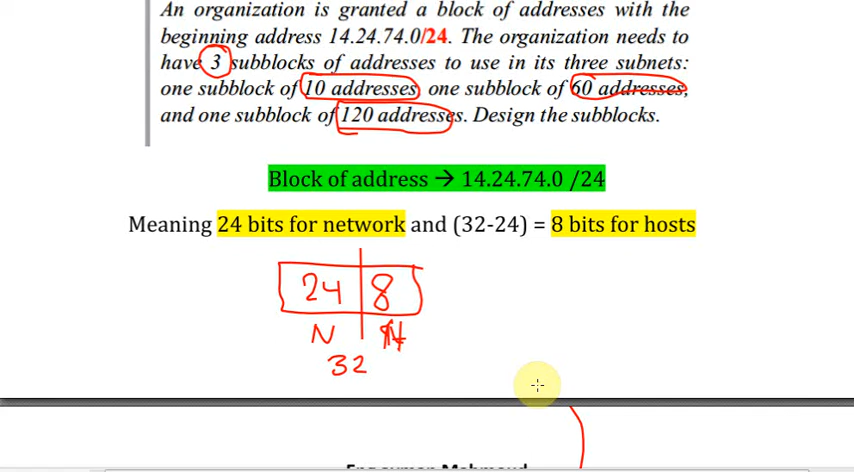 An organization is granted a block of addresses with the
beginning address 14.24.74.0/24. The organization needs to
have 3 subblocks of addresses to use in its three subnets:
one subblock of 10 addresses, one subblock of 60 addresses,
and one subblock of 120 addresses. Design the subblocks.
Block of address → 14.24.74.0 /24
Meaning 24 bits for network and (32-24) = 8 bits for hosts
24 8
N H
32
Eng.ayman Mahmoud